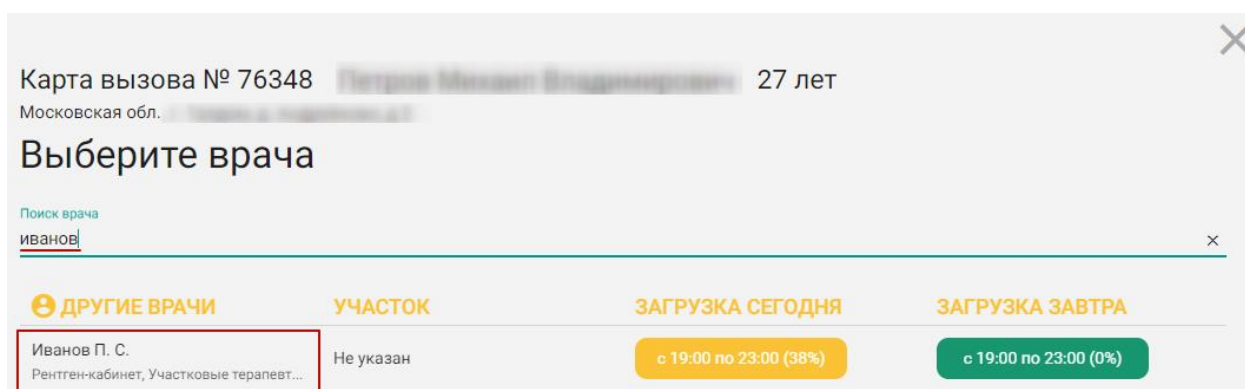 Карта вызова № 76348 27 лет
Московская обл.
Выберите врача
Поиск врача
иванов
ДРУГИЕ ВРАЧИ УЧАСТОК ЗАГРУЗКА СЕГОДНЯ ЗАГРУЗКА ЗАВТРА
Иванов П. С. Не указан с 19:00 по 23:00 (38%) с 19:00 по 23:00 (0%)
Рентген-кабинет, Участковые терапевт...